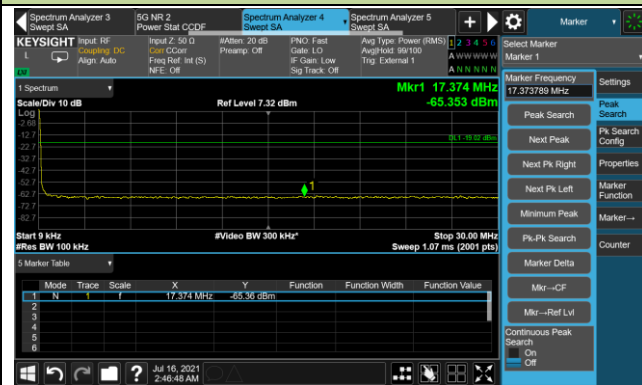 Spectrum Analyzer 3
Swept SA
5G NR 2
Power Stat CCDF
Spectrum Analyzer 4
Swept SA
Spectrum Analyzer 5
Swept SA
+
Marker
KEYSIGHT
L
Input: RF
Coupling: DC
Align: Auto
Input Z: 50 Ω
Corr CCorr
Freq Ref: Int (S)
NFE: Off
#Atten: 20 dB
Preamp: Off
PNO: Fast
Gate: LO
IF Gain: Low
Sig Track: Off
Avg Type: Power (RMS)
Avg|Hold: 99/100
Trig: External 1
1 2 3 4 5 6
A W W W W W
A N N N N N
Select Marker
Marker 1
Marker Frequency
17.373789 MHz
Peak Search
Next Peak
Next Pk Right
Next Pk Left
Minimum Peak
Pk-Pk Search
Marker Delta
Mkr→CF
Mkr→Ref Lvl
Continuous Peak
Search
On
Off
Settings
Peak
Search
Pk Search
Config
Properties
Marker
Function
Marker→
Counter
1 Spectrum
Scale/Div 10 dB
Ref Level 7.32 dBm
Mkr1 17.374 MHz
-65.353 dBm
Log
-2.68
-12.7
-22.7
-32.7
-42.7
-52.7
-62.7
-72.7
-82.7
DL1 -19.02 dBm
1
Start 9 kHz
#Res BW 100 kHz
#Video BW 300 kHz*
Stop 30.00 MHz
Sweep 1.07 ms (2001 pts)
5 Marker Table
Mode Trace Scale X Y Function Function Width Function Value
1 N 1 f 17.374 MHz -65.36 dBm
2
3
4
5
6
?
Jul 16, 2021
2:46:48 AM